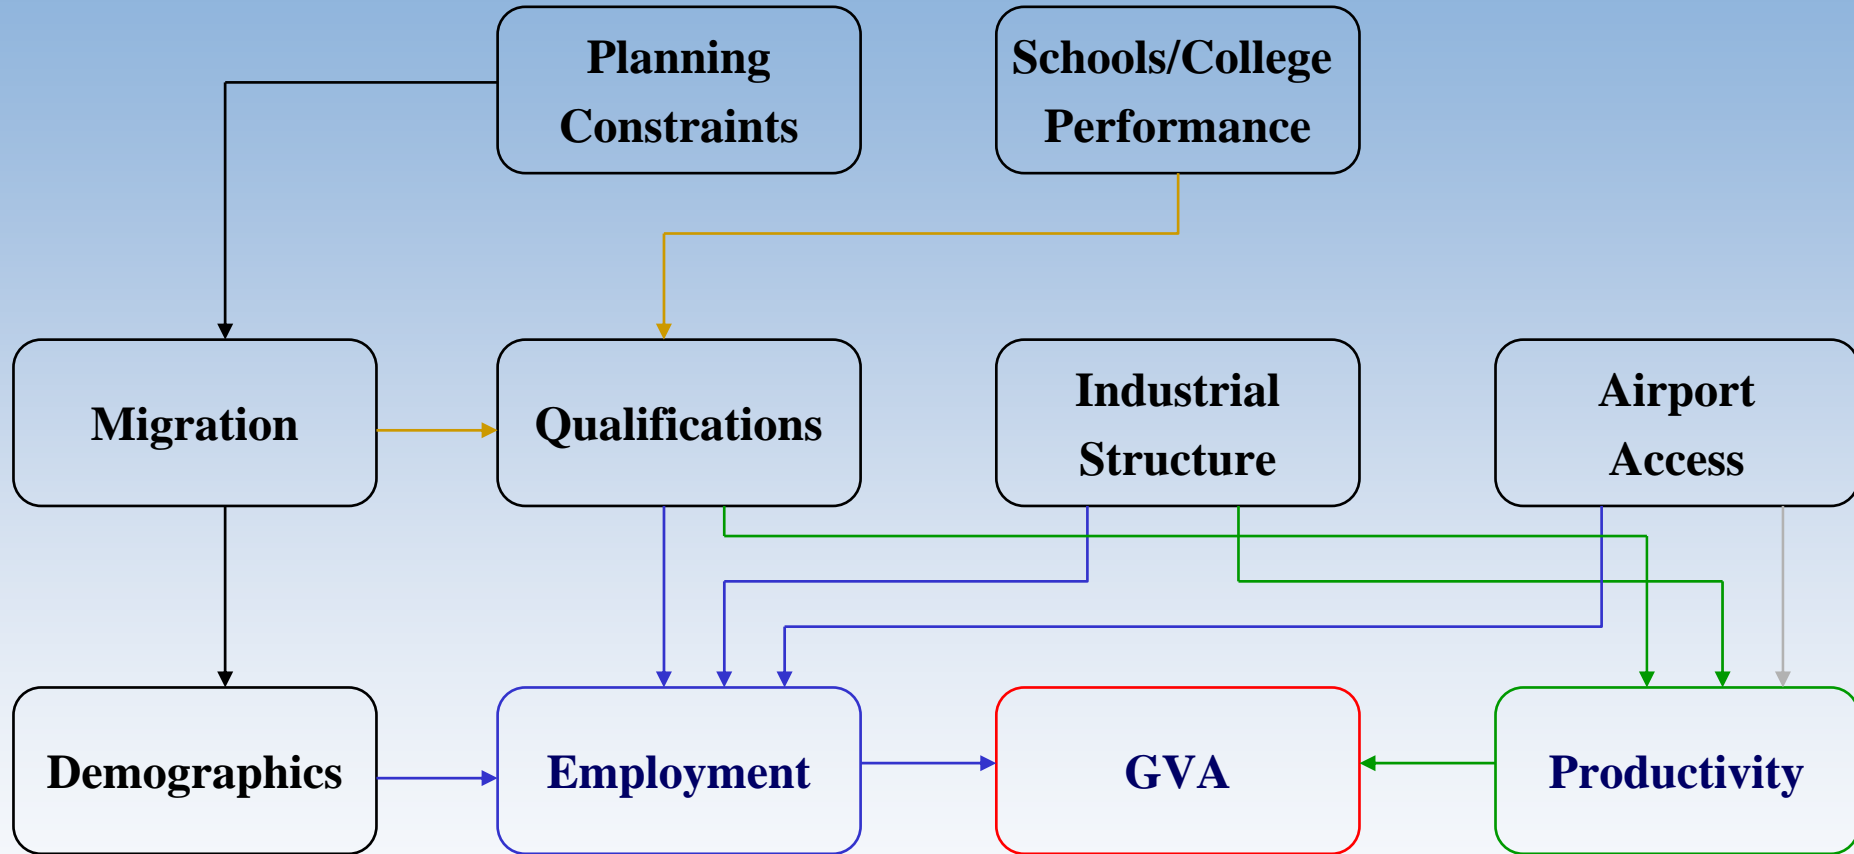 Planning
Constraints
Schools/College
Performance
Migration
Qualifications
Industrial
Structure
Airport
Access
Demographics
Employment
GVA
Productivity